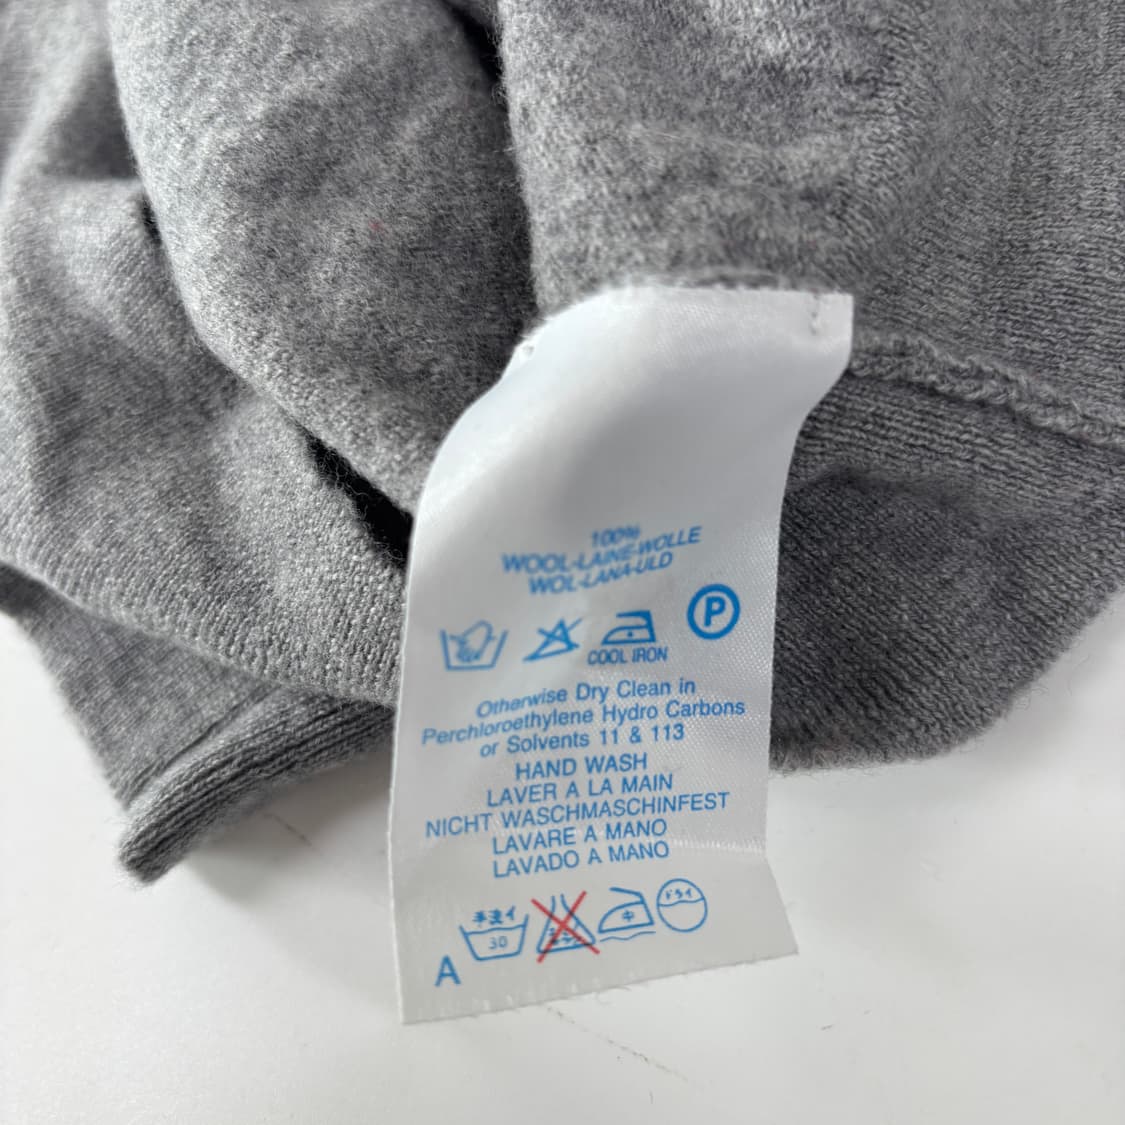 100%
WOOL-LAINE-WOLLE
WOL-LANA-ULD
P
COOL IRON
Otherwise Dry Clean in
Perchloroethylene Hydro Carbons
or Solvents 11 & 113
HAND WASH
LAVER A LA MAIN
NICHT WASCHMASCHINFEST
LAVARE A MANO
LAVADO A MANO
手洗イ
30
中
ドライ
A